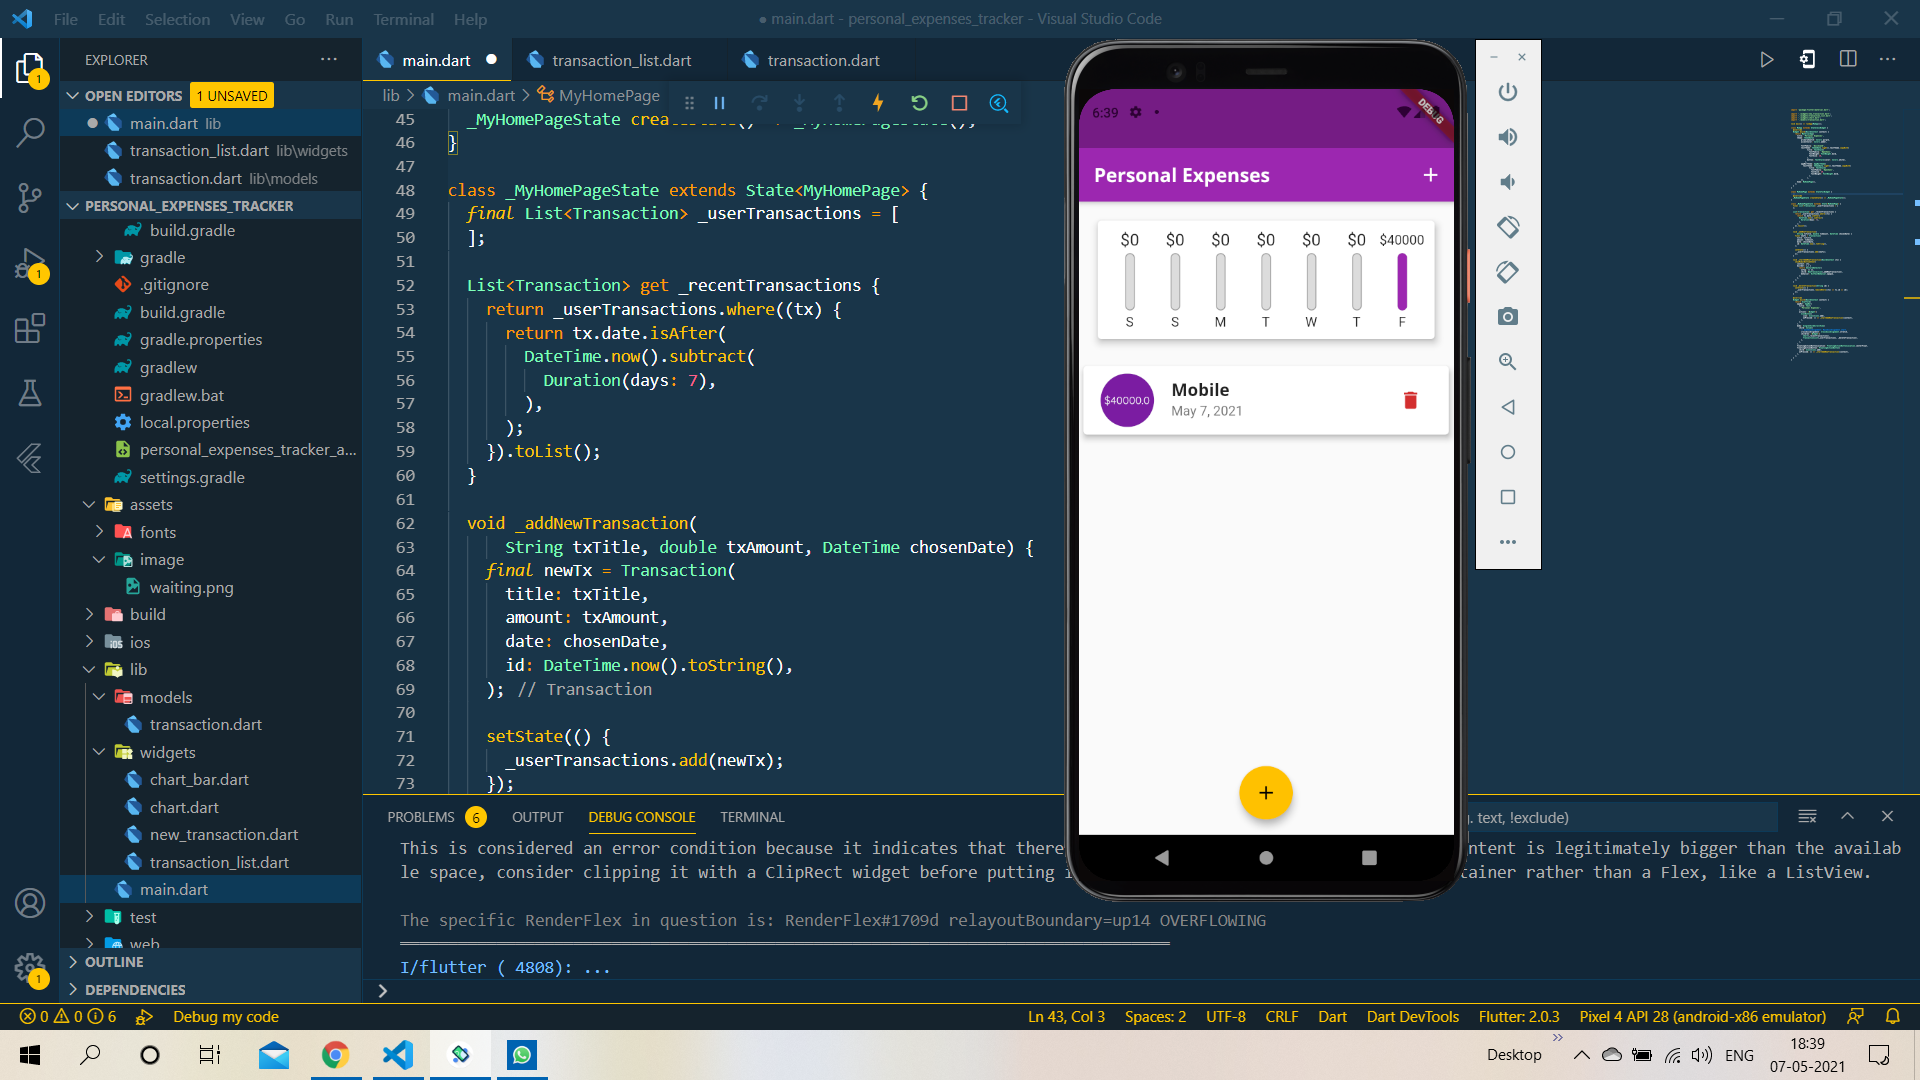 File Edit Selection View Go Run Terminal Help
● main.dart - personal_expenses_tracker - Visual Studio Code
EXPLORER
OPEN EDITORS 1 UNSAVED
main.dart lib
transaction_list.dart lib\widgets
transaction.dart lib\models
PERSONAL_EXPENSES_TRACKER
build.gradle
gradle
.gitignore
build.gradle
gradle.properties
gradlew
gradlew.bat
local.properties
personal_expenses_tracker_a...
settings.gradle
assets
fonts
image
waiting.png
build
ios
lib
models
transaction.dart
widgets
chart_bar.dart
chart.dart
new_transaction.dart
transaction_list.dart
main.dart
test
web
OUTLINE
DEPENDENCIES
main.dart
transaction_list.dart
transaction.dart
lib > main.dart > MyHomePage
45 _MyHomePageState
46 }
47
48 class _MyHomePageState extends State<MyHomePage> {
49 final List<Transaction> _userTransactions = [
50 ];
51
52 List<Transaction> get _recentTransactions {
53 return _userTransactions.where((tx) {
54 return tx.date.isAfter(
55 DateTime.now().subtract(
56 Duration(days: 7),
57 ),
58 );
59 }).toList();
60 }
61
62 void _addNewTransaction(
63 String txTitle, double txAmount, DateTime chosenDate) {
64 final newTx = Transaction(
65 title: txTitle,
66 amount: txAmount,
67 date: chosenDate,
68 id: DateTime.now().toString(),
69 ); // Transaction
70
71 setState(() {
72 _userTransactions.add(newTx);
73 });
6:39
DEBUG
Personal Expenses
$0 $0 $0 $0 $0 $0 $40000
S S M T W T F
$40000.0
Mobile
May 7, 2021
PROBLEMS 6 OUTPUT DEBUG CONSOLE TERMINAL
. text, !exclude)
This is considered an error condition because it indicates that there
ntent is legitimately bigger than the availab
le space, consider clipping it with a ClipRect widget before putting i
tainer rather than a Flex, like a ListView.
The specific RenderFlex in question is: RenderFlex#1709d relayoutBoundary=up14 OVERFLOWING
I/flutter ( 4808): ...
0 0 6 Debug my code
Ln 43, Col 3 Spaces: 2 UTF-8 CRLF Dart Dart DevTools Flutter: 2.0.3 Pixel 4 API 28 (android-x86 emulator)
Desktop
ENG
18:39
07-05-2021